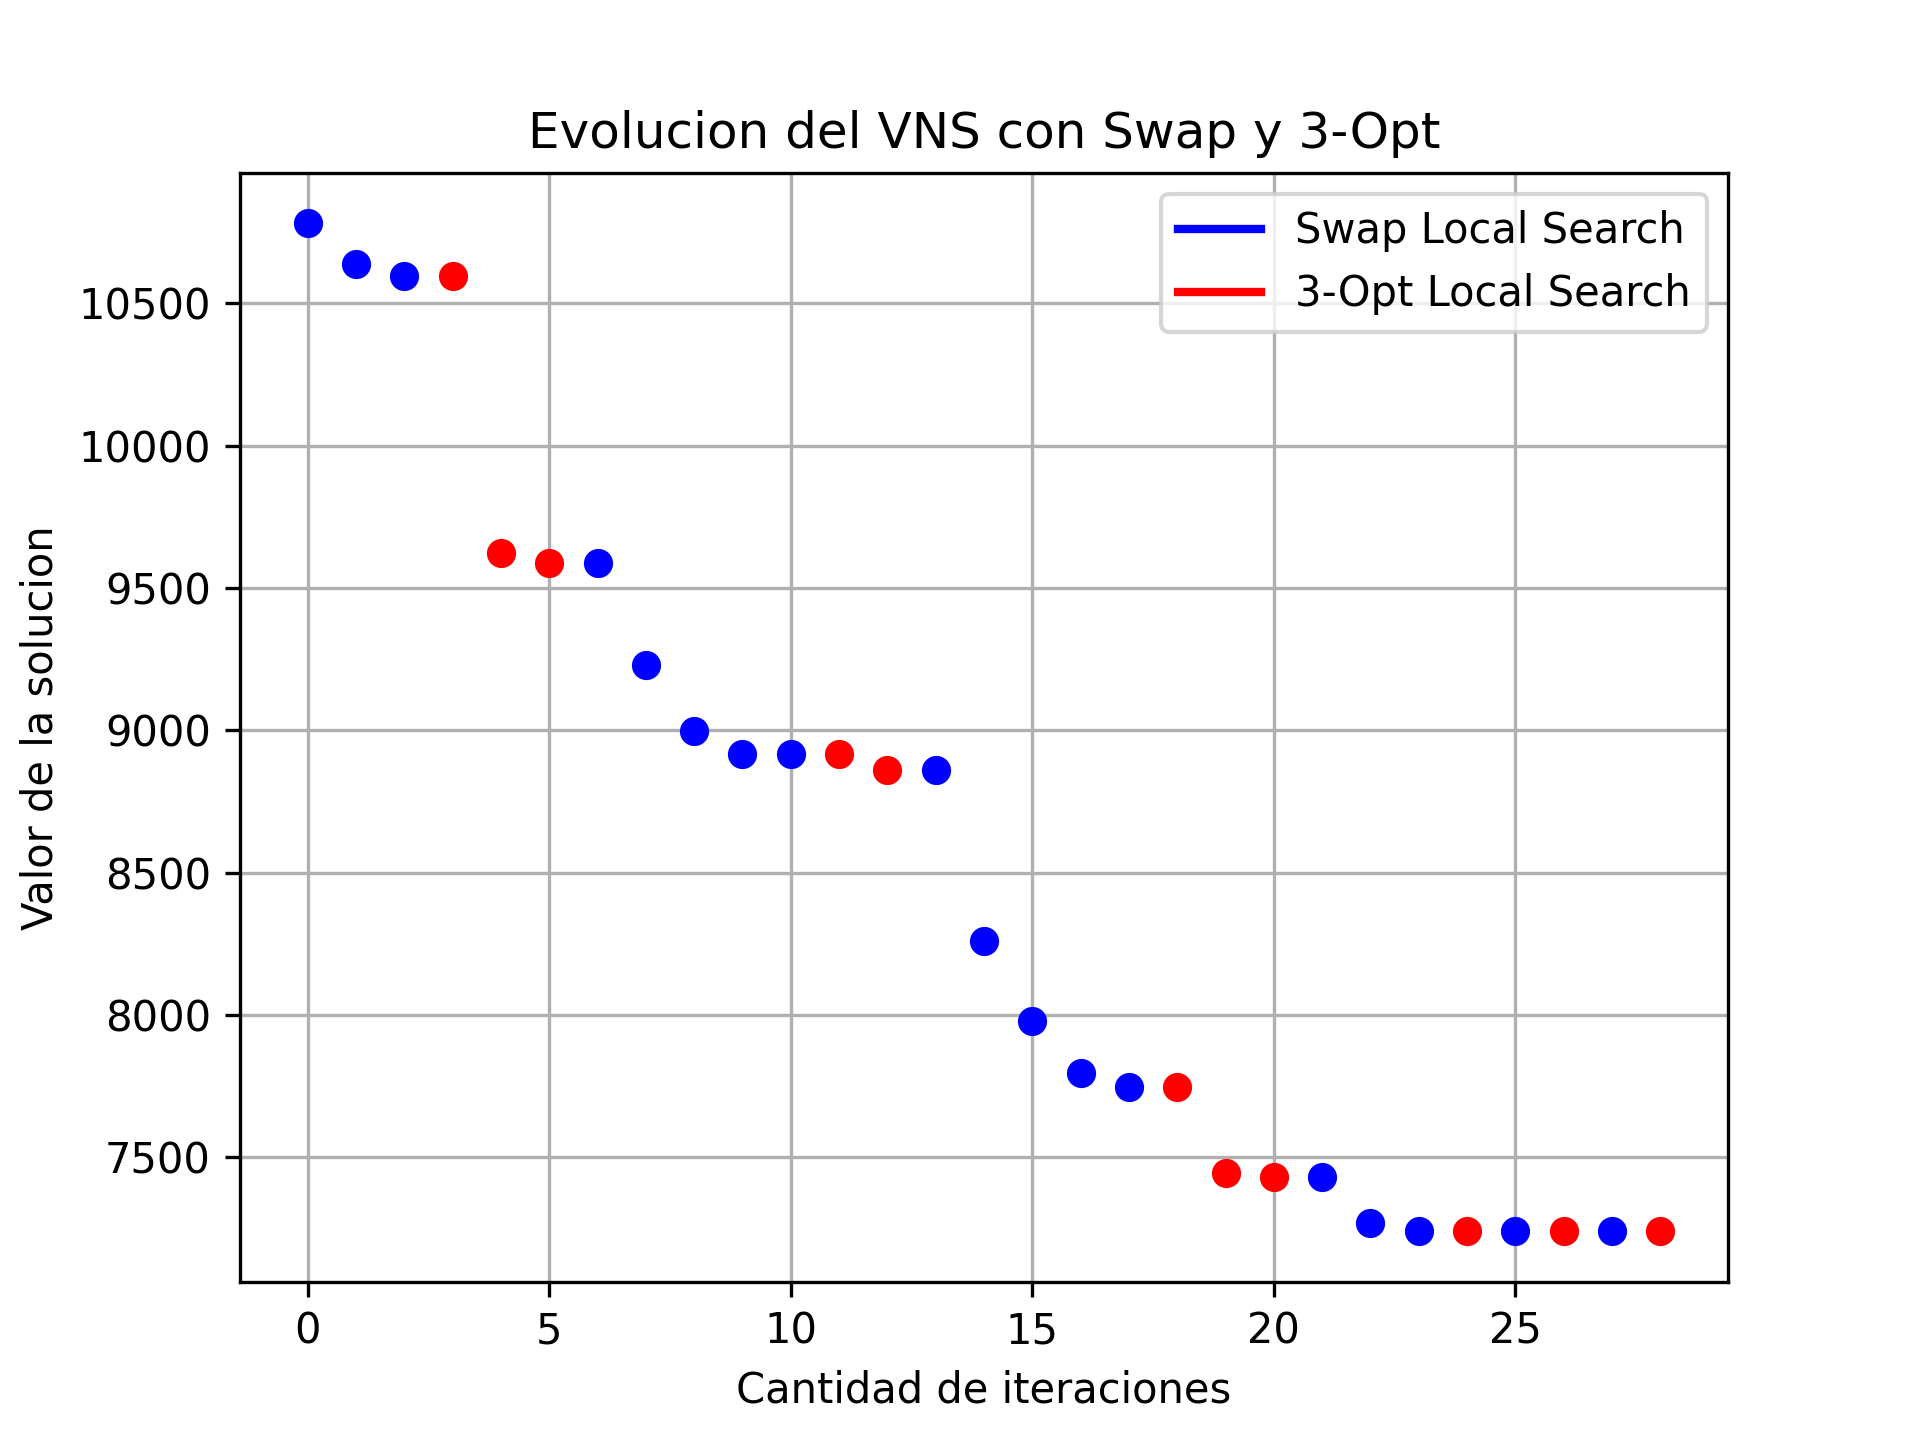 Evolucion del VNS con Swap y 3-Opt
Swap Local Search
3-Opt Local Search
Valor de la solucion
10500
10000
9500
9000
8500
8000
7500
0 5 10 15 20 25
Cantidad de iteraciones